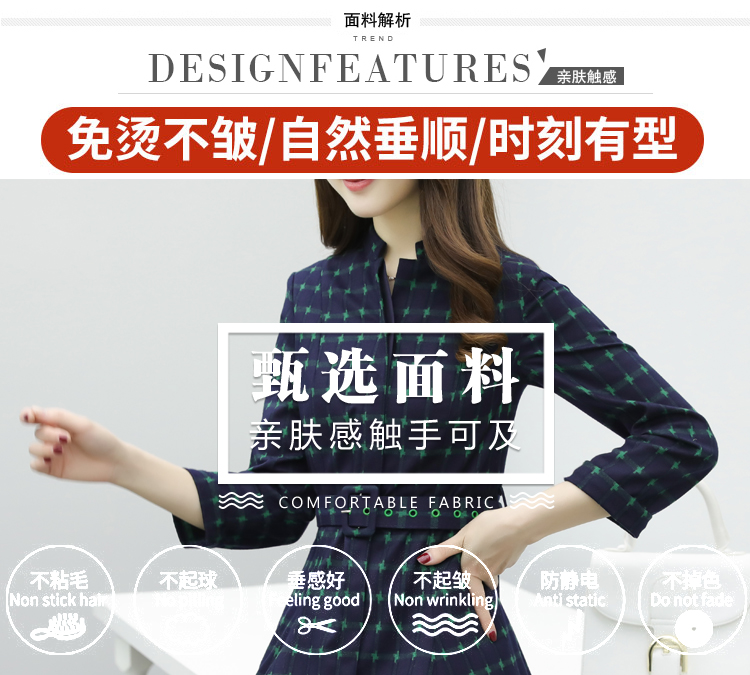 面料解析
TREND
DESIGNFEATURES
亲肤触感
免烫不皱/自然垂顺/时刻有型
甄选面料
亲肤感触手可及
COMFORTABLE FABRIC
不粘毛
Non stick hair
不起球
垂感好
Feeling good
不起皱
Non wrinkling
防静电
Anti static
不掉色
Do not fade